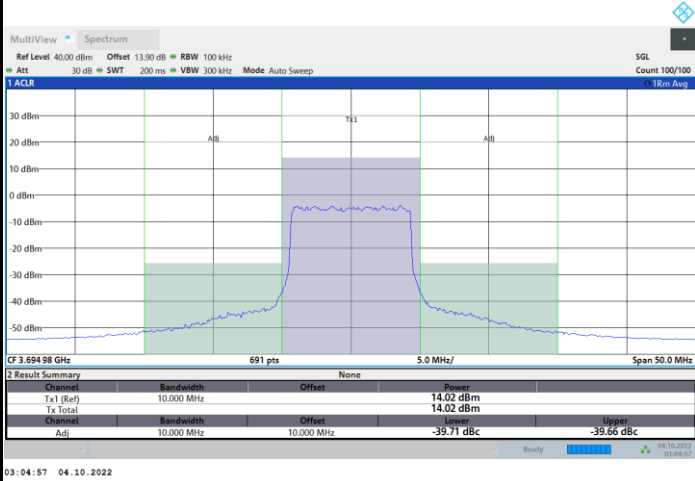 MultiView Spectrum
Ref Level 40.00 dBm Offset 13.90 dB RBW 100 kHz SGL
Att 30 dB SWT 200 ms VBW 300 kHz Mode Auto Sweep Count 100/100
1 ACLR 1Rm Avg
30 dBm
Tx1
20 dBm
Adj Adj
10 dBm
0 dBm
-10 dBm
-20 dBm
-30 dBm
-40 dBm
-50 dBm
CF 3.694 98 GHz 691 pts 5.0 MHz/ Span 50.0 MHz
2 Result Summary None
Channel Bandwidth Offset Power
Tx1 (Ref) 10.000 MHz 14.02 dBm
Tx Total 14.02 dBm
Channel Bandwidth Offset Lower Upper
Adj 10.000 MHz 10.000 MHz -39.71 dBc -39.66 dBc
Ready 04.10.2022
03:04:57
03:04:57 04.10.2022